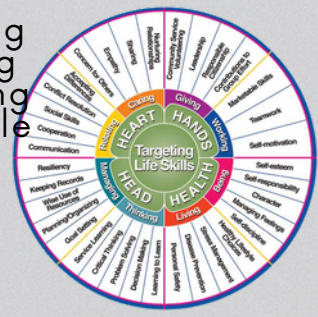 g
g
ng
le
Nurturing
Relationships
Sharing
Empathy
Concern for Others
Accepting
Differences
Conflict Resolution
Social Skills
Cooperation
Communication
Community Service
Volunteering
Leadership
Responsible
Citizenship
Contributions to
Group Effort
Marketable Skills
Teamwork
Self-motivation
Caring
Giving
Relating
Working
HEART
HANDS
Targeting
Life Skills
HEAD
HEALTH
Managing
Being
Thinking
Living
Resiliency
Keeping Records
Wise Use of
Resources
Planning/Organizing
Goal Setting
Service Learning
Critical Thinking
Problem Solving
Decision Making
Learning to Learn
Self-esteem
Self-responsibility
Character
Managing Feelings
Self-discipline
Healthy Lifestyle
Choices
Stress Management
Disease Prevention
Personal Safety